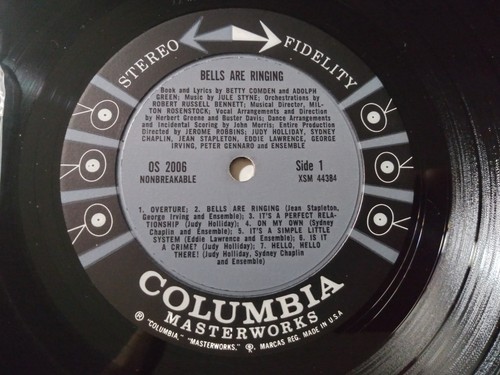 STEREO FIDELITY
BELLS ARE RINGING
Book and Lyrics by BETTY COMDEN and ADOLPH
GREEN; Music by JULE STYNE; Orchestrations by
ROBERT RUSSELL BENNETT; Musical Director, MIL-
TON ROSENSTOCK; Vocal Arrangements and Direction
by Herbert Greene and Buster Davis; Dance Arrangements
and Incidental Scoring by John Morris; Entire Production
Directed by JEROME ROBBINS; JUDY HOLLIDAY, SYDNEY
CHAPLIN, JEAN STAPLETON, EDDIE LAWRENCE, GEORGE
IRVING, PETER GENNARO and ENSEMBLE
OS 2006 Side 1
NONBREAKABLE XSM 44384
1. OVERTURE; 2. BELLS ARE RINGING (Jean Stapleton,
George Irving and Ensemble); 3. IT'S A PERFECT RELA-
TIONSHIP (Judy Holliday); 4. ON MY OWN (Sydney
Chaplin and Ensemble); 5. IT'S A SIMPLE LITTLE
SYSTEM (Eddie Lawrence and Ensemble); 6. IS IT
A CRIME? (Judy Holliday); 7. HELLO, HELLO
THERE! (Judy Holliday, Sydney Chaplin
and Ensemble)
COLUMBIA
MASTERWORKS
® "COLUMBIA," "MASTERWORKS," MARCAS REG. MADE IN U.S.A.